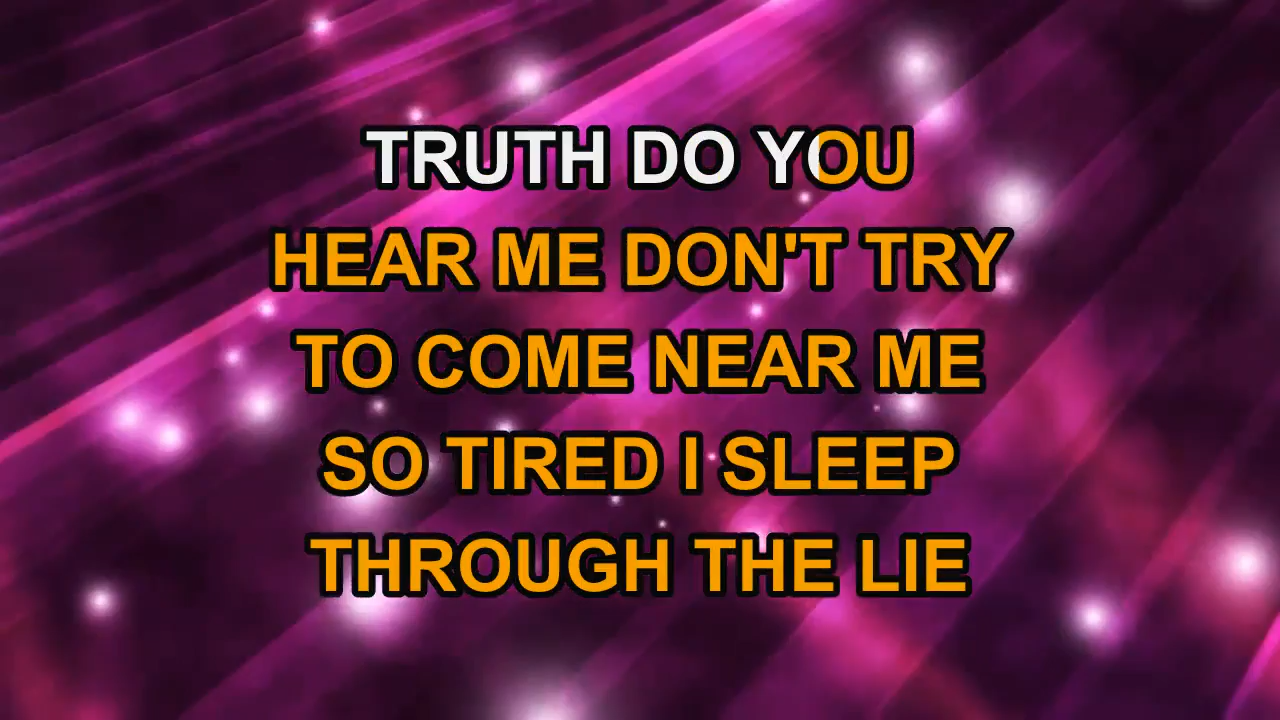 TRUTH DO YOU
HEAR ME DON'T TRY
TO COME NEAR ME
SO TIRED I SLEEP
THROUGH THE LIE